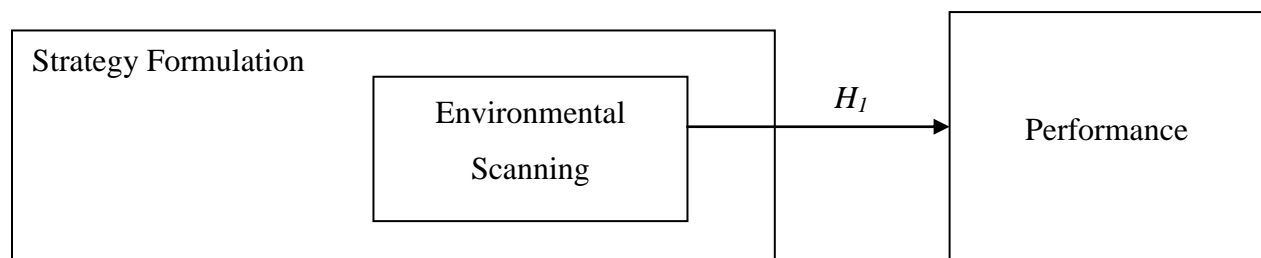 Strategy Formulation
Environmental
Scanning
H1
Performance